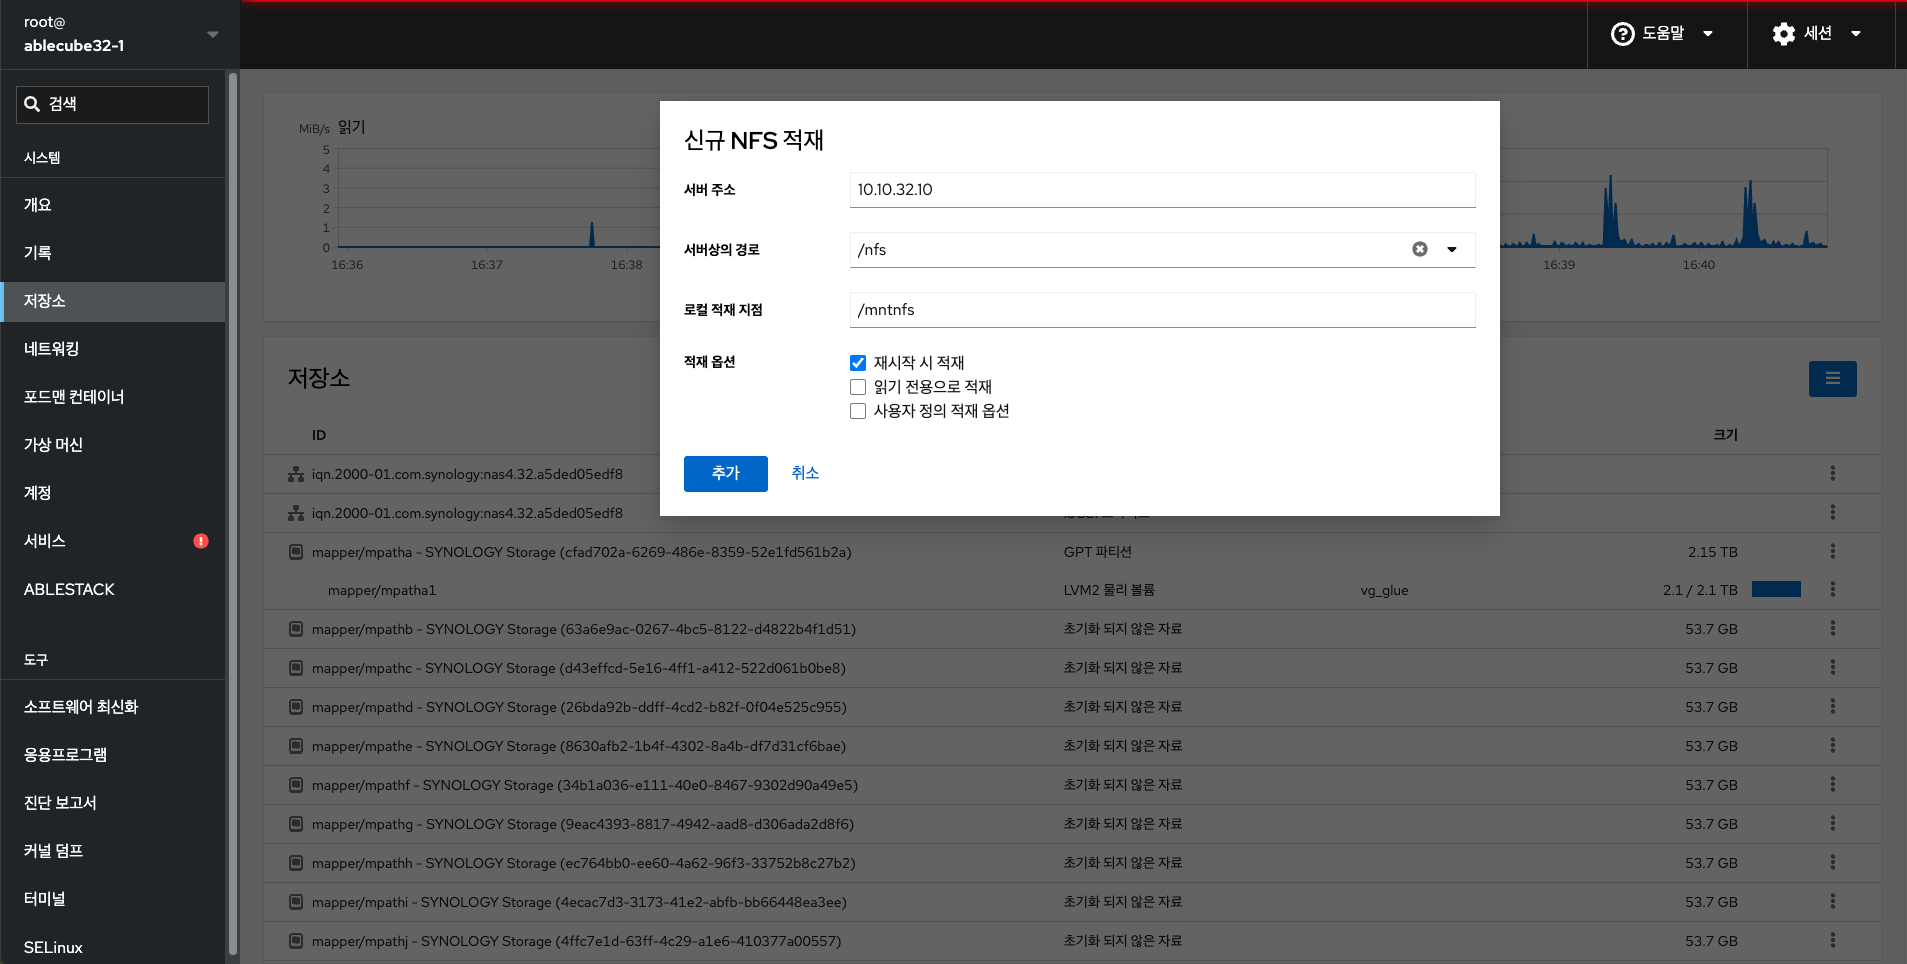 root@
ablecube32-1
도움말
세션
검색
시스템
개요
기록
저장소
네트워킹
포드맨 컨테이너
가상 머신
계정
서비스
ABLESTACK
도구
소프트웨어 최신화
응용프로그램
진단 보고서
커널 덤프
터미널
SELinux
MiB/s 읽기
5
4
3
2
1
0
16:36
16:37
16:38
16:39
16:40
신규 NFS 적재
서버 주소
10.10.32.10
서버상의 경로
/nfs
로컬 적재 지점
/mntnfs
적재 옵션
재시작 시 적재
읽기 전용으로 적재
사용자 정의 적재 옵션
추가
취소
저장소
ID
크기
iqn.2000-01.com.synology:nas4.32.a5ded05edf8
iqn.2000-01.com.synology:nas4.32.a5ded05edf8
mapper/mpatha - SYNOLOGY Storage (cfad702a-6269-486e-8359-52e1fd561b2a) GPT 파티션 2.15 TB
mapper/mpatha1 LVM2 물리 볼륨 vg_glue 2.1 / 2.1 TB
mapper/mpathb - SYNOLOGY Storage (63a6e9ac-0267-4bc5-8122-d4822b4f1d51) 초기화 되지 않은 자료 53.7 GB
mapper/mpathc - SYNOLOGY Storage (d43effcd-5e16-4ff1-a412-522d061b0be8) 초기화 되지 않은 자료 53.7 GB
mapper/mpathd - SYNOLOGY Storage (26bda92b-ddff-4cd2-b82f-0f04e525c955) 초기화 되지 않은 자료 53.7 GB
mapper/mpathe - SYNOLOGY Storage (8630afb2-1b4f-4302-8a4b-df7d31cf6bae) 초기화 되지 않은 자료 53.7 GB
mapper/mpathf - SYNOLOGY Storage (34b1a036-e111-40e0-8467-9302d90a49e5) 초기화 되지 않은 자료 53.7 GB
mapper/mpathg - SYNOLOGY Storage (9eac4393-8817-4942-aad8-d306ada2d8f6) 초기화 되지 않은 자료 53.7 GB
mapper/mpathh - SYNOLOGY Storage (ec764bb0-ee60-4a62-96f3-33752b8c27b2) 초기화 되지 않은 자료 53.7 GB
mapper/mpathi - SYNOLOGY Storage (4ecac7d3-3173-41e2-abfb-bb66448ea3ee) 초기화 되지 않은 자료 53.7 GB
mapper/mpathj - SYNOLOGY Storage (4ffc7e1d-63ff-4c29-a1e6-410377a00557) 초기화 되지 않은 자료 53.7 GB